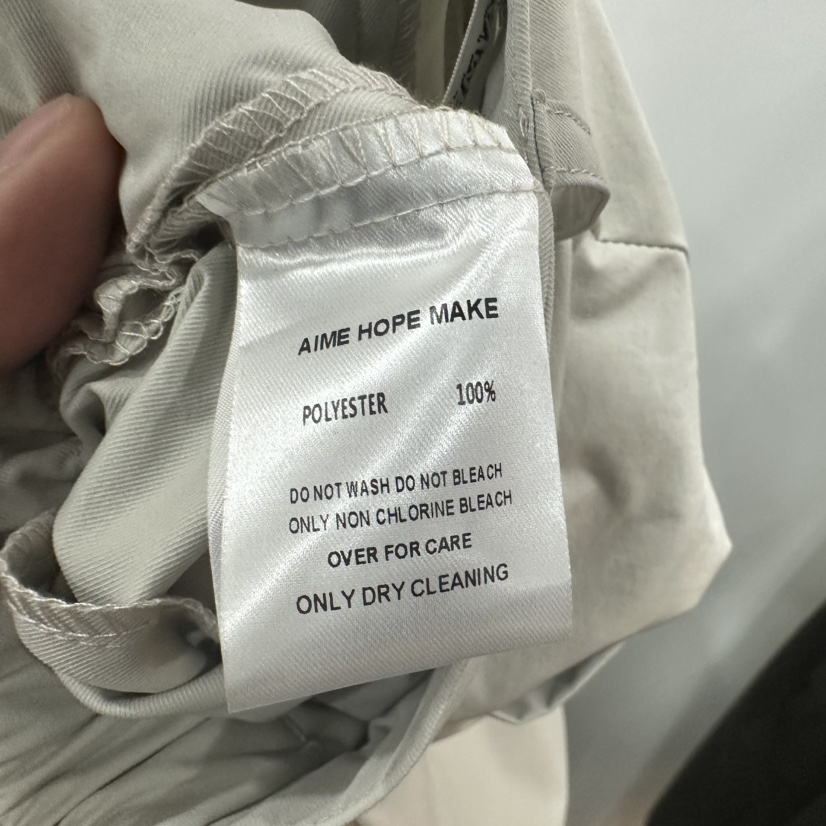 AIME HOPE MAKE
POLYESTER 100%
DO NOT WASH DO NOT BLEACH
ONLY NON CHLORINE BLEACH
OVER FOR CARE
ONLY DRY CLEANING